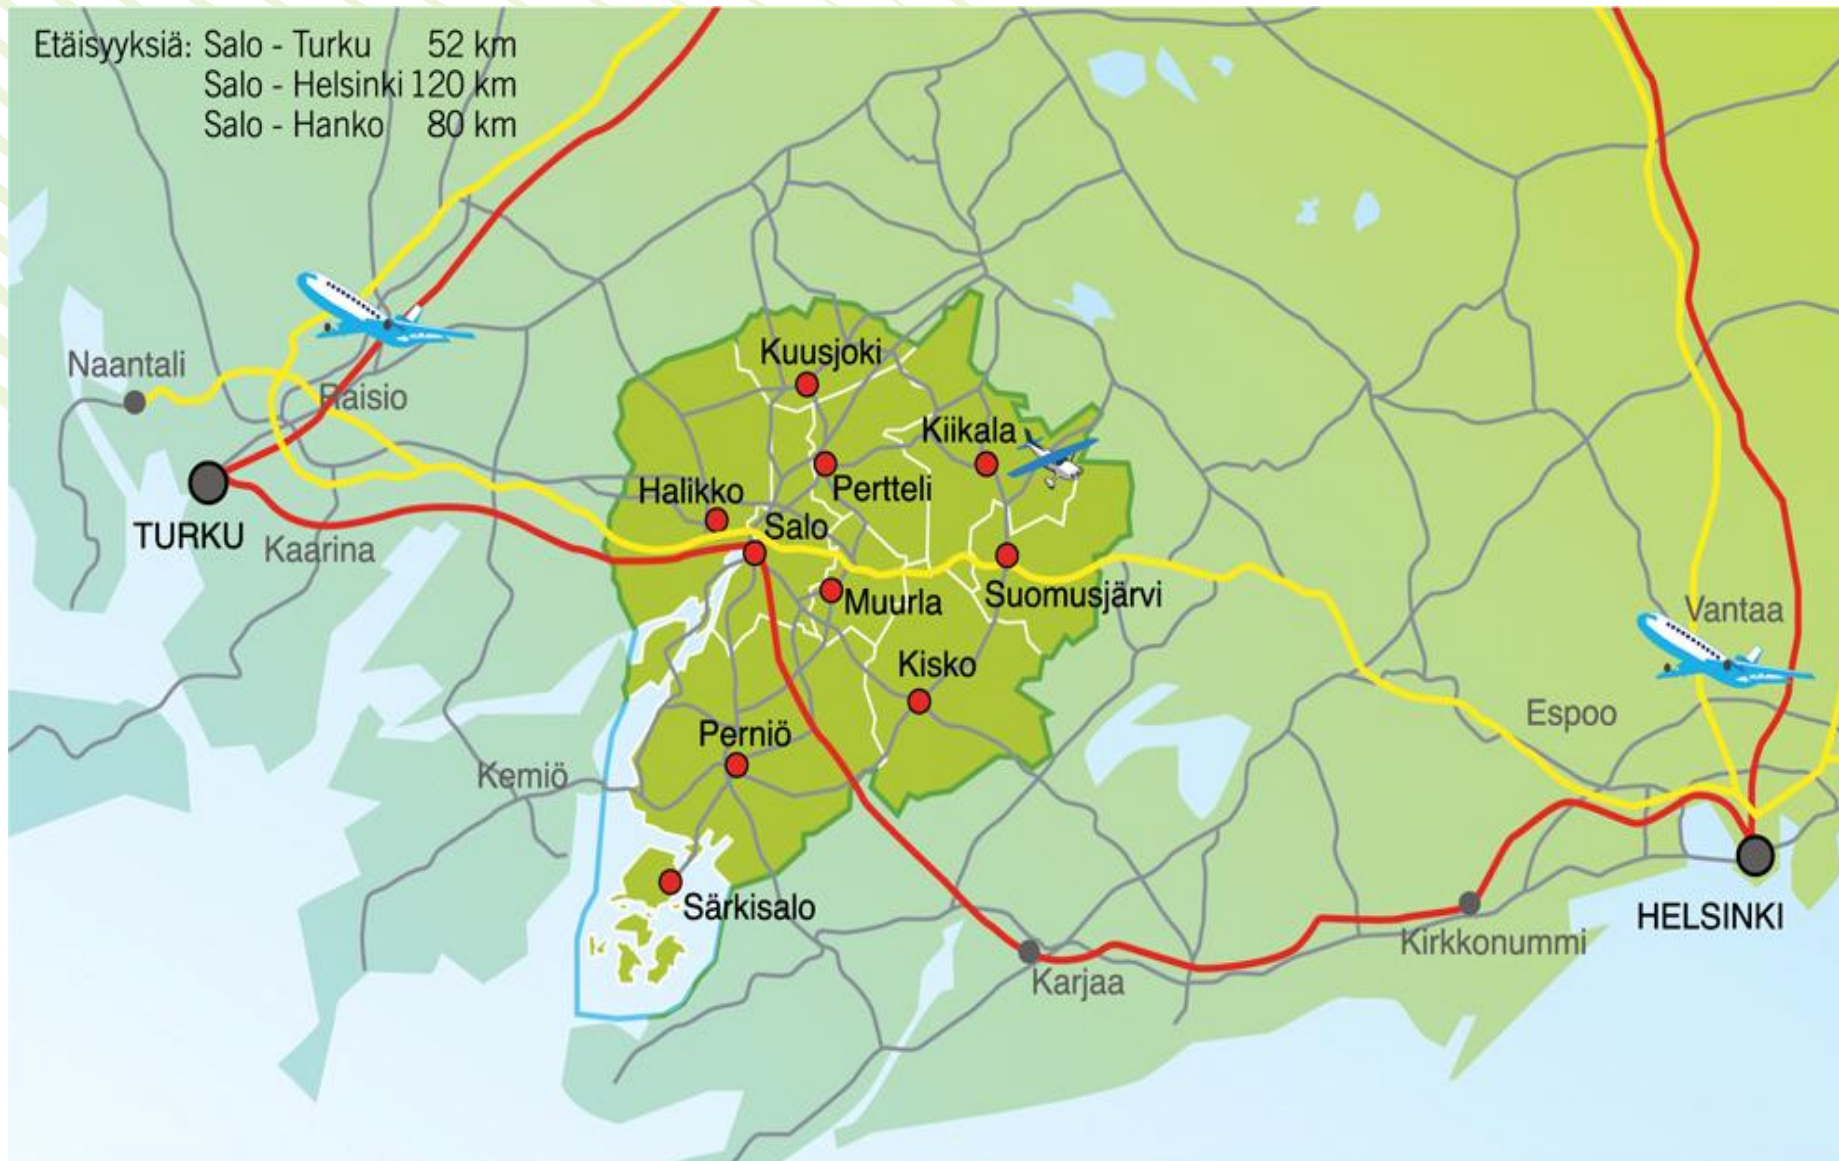 Etäisyyksiä: Salo - Turku 52 km
Salo - Helsinki 120 km
Salo - Hanko 80 km
Kuusjoki
Naantali
Raisio
Kiikala
Halikko
Pertteli
TURKU
Kaarina
Salo
Muurla
Suomusjärvi
Vantaa
Kisko
Espoo
Perniö
Kemiö
Särkisalo
HELSINKI
Kirkkonummi
Karjaa